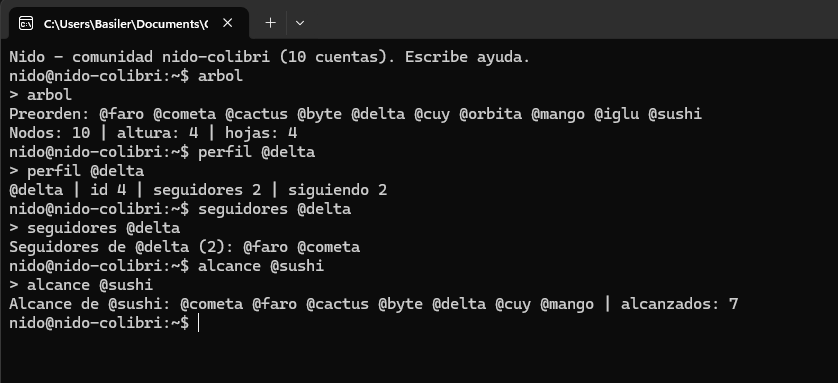 C:\Users\Basiler\Documents\C
Nido - comunidad nido-colibri (10 cuentas). Escribe ayuda.
nido@nido-colibri:~$ arbol
> arbol
Preorden: @faro @cometa @cactus @byte @delta @cuy @orbita @mango @iglu @sushi
Nodos: 10 | altura: 4 | hojas: 4
nido@nido-colibri:~$ perfil @delta
> perfil @delta
@delta | id 4 | seguidores 2 | siguiendo 2
nido@nido-colibri:~$ seguidores @delta
> seguidores @delta
Seguidores de @delta (2): @faro @cometa
nido@nido-colibri:~$ alcance @sushi
> alcance @sushi
Alcance de @sushi: @cometa @faro @cactus @byte @delta @cuy @mango | alcanzados: 7
nido@nido-colibri:~$